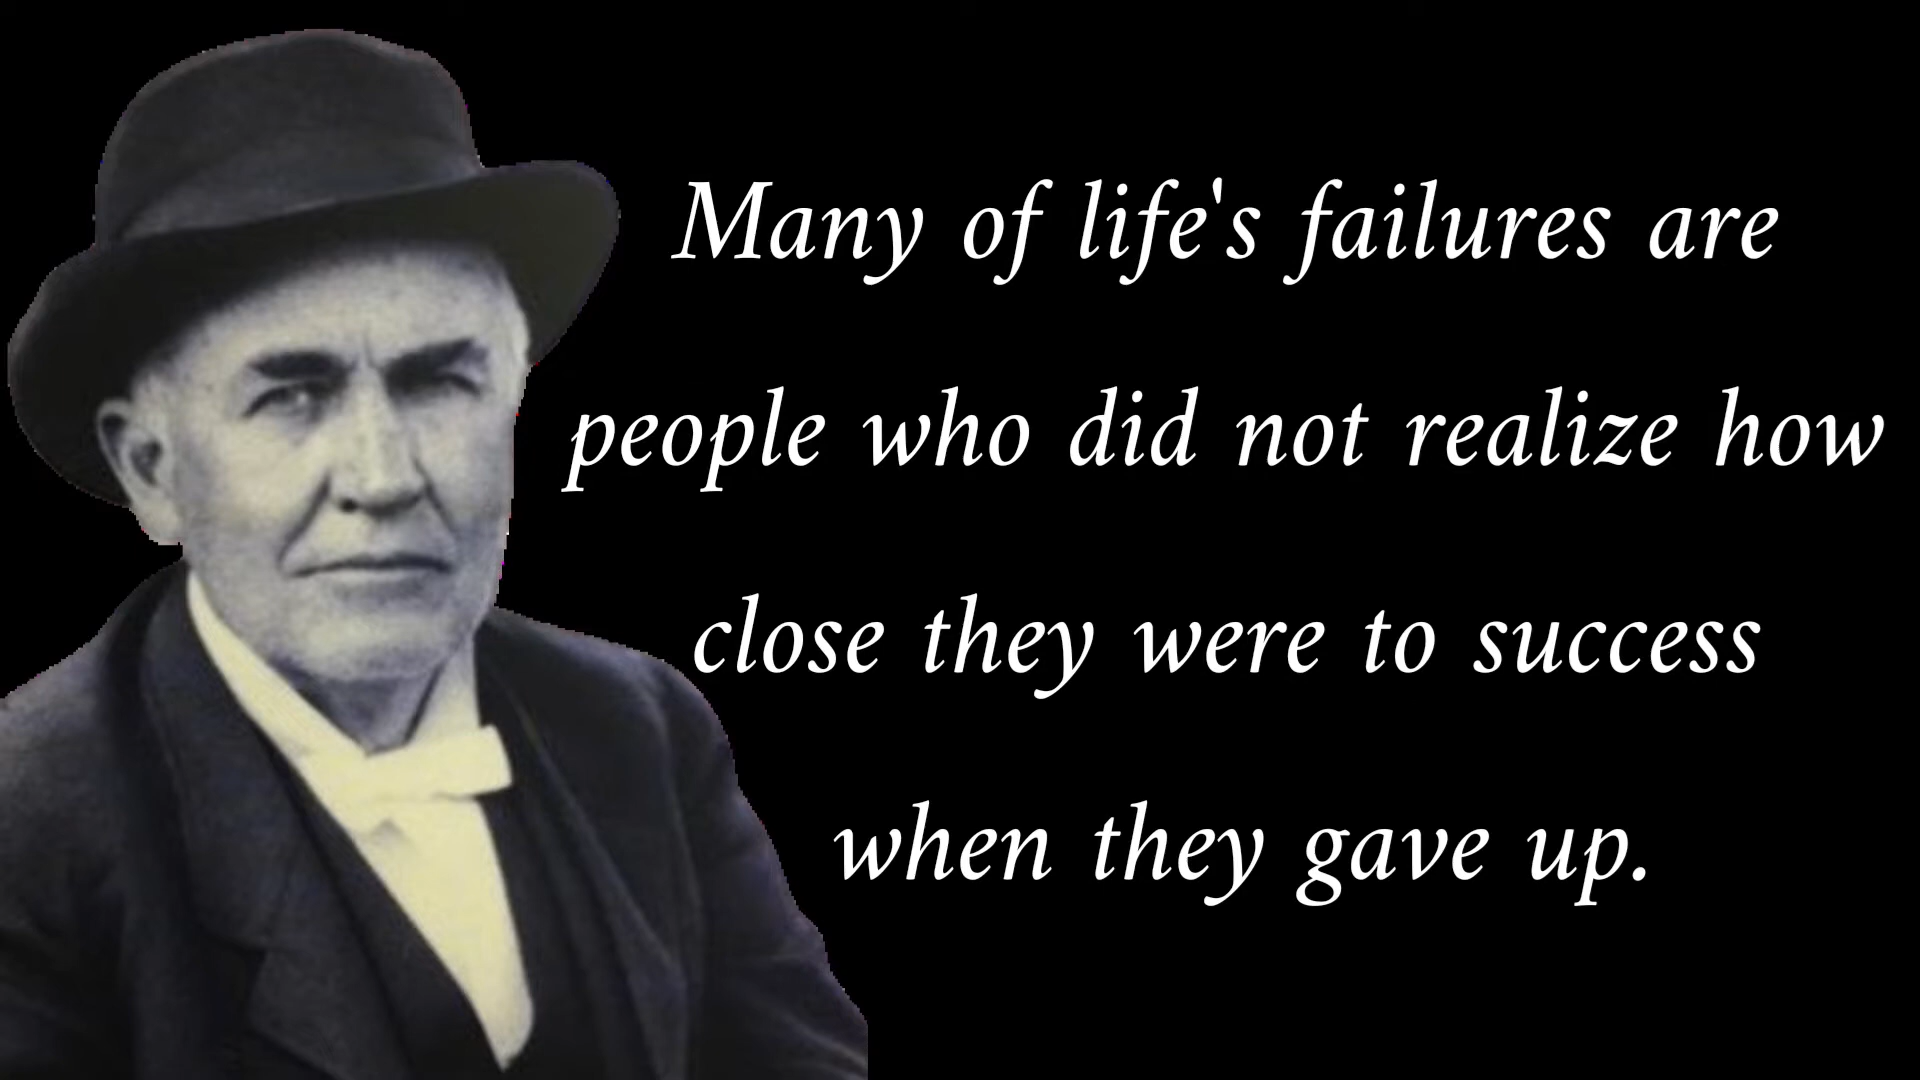 Many of life's failures are
people who did not realize how
close they were to success
when they gave up.